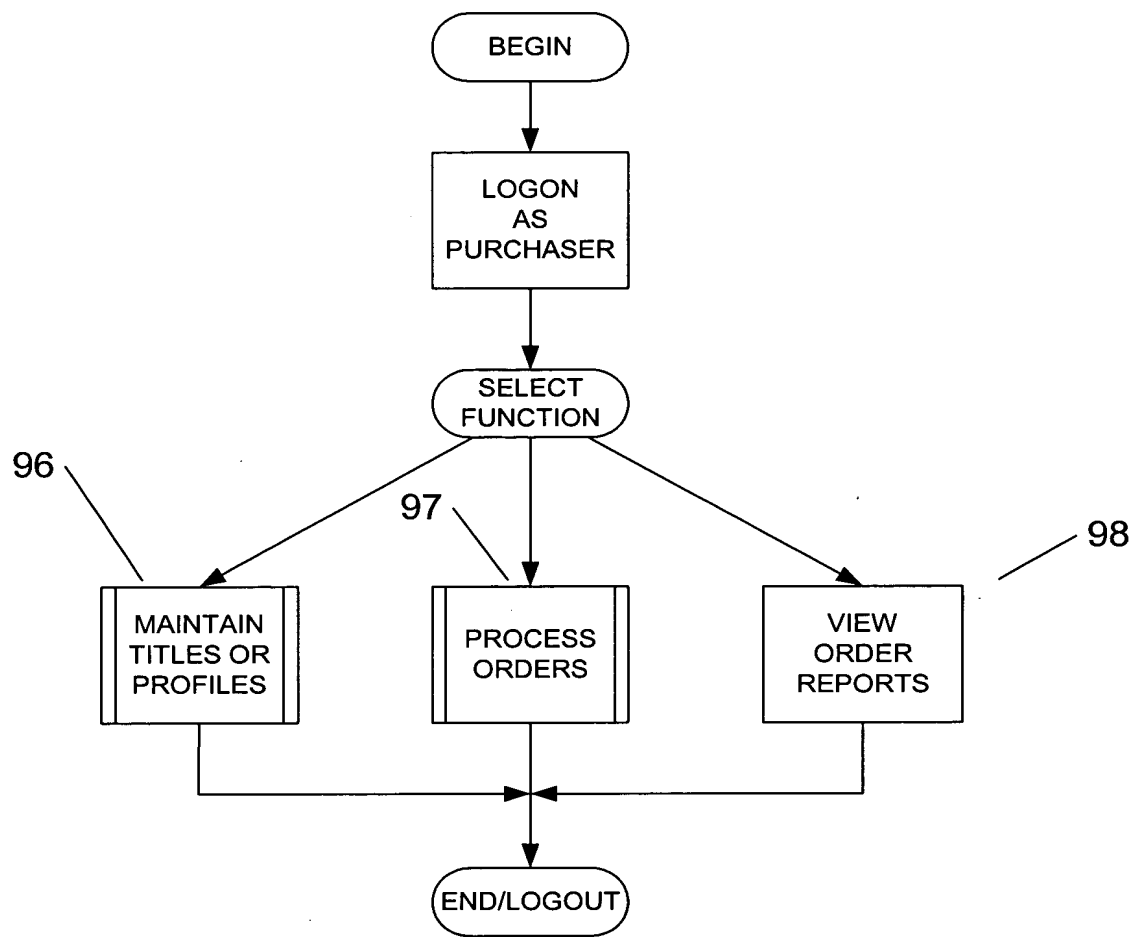 BEGIN
LOGON
AS
PURCHASER
SELECT
FUNCTION
96
97
98
MAINTAIN
TITLES OR
PROFILES
PROCESS
ORDERS
VIEW
ORDER
REPORTS
END/LOGOUT